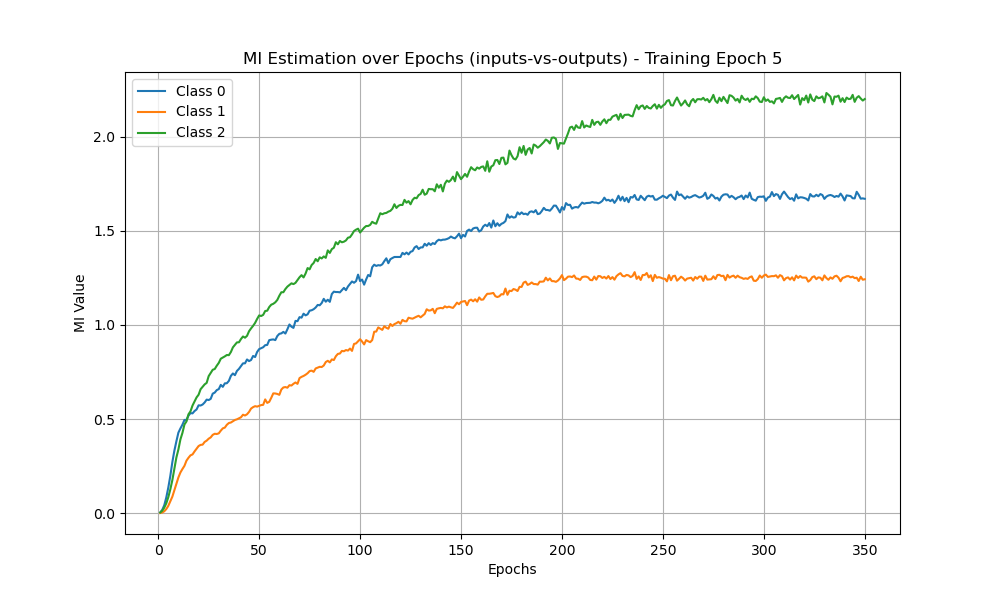 MI Estimation over Epochs (inputs-vs-outputs) - Training Epoch 5
Class 0
Class 1
Class 2
2.0
1.5
1.0
0.5
0.0
MI Value
0 50 100 150 200 250 300 350
Epochs